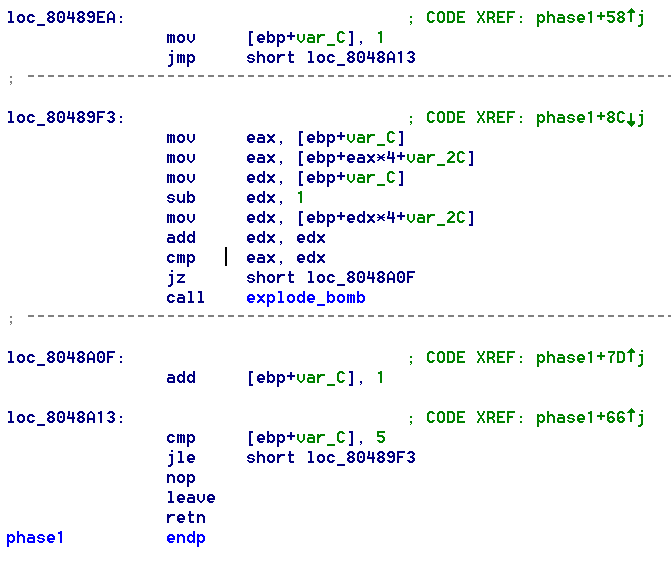 loc_80489EA: ; CODE XREF: phase1+58↑j
mov [ebp+var_C], 1
jmp short loc_8048A13
; ---------------------------------------------------------------------------
loc_80489F3: ; CODE XREF: phase1+8C↓j
mov eax, [ebp+var_C]
mov eax, [ebp+eax*4+var_2C]
mov edx, [ebp+var_C]
sub edx, 1
mov edx, [ebp+edx*4+var_2C]
add edx, edx
cmp eax, edx
jz short loc_8048A0F
call explode_bomb
; ---------------------------------------------------------------------------
loc_8048A0F: ; CODE XREF: phase1+7D↑j
add [ebp+var_C], 1
loc_8048A13: ; CODE XREF: phase1+66↑j
cmp [ebp+var_C], 5
jle short loc_80489F3
nop
leave
retn
phase1 endp